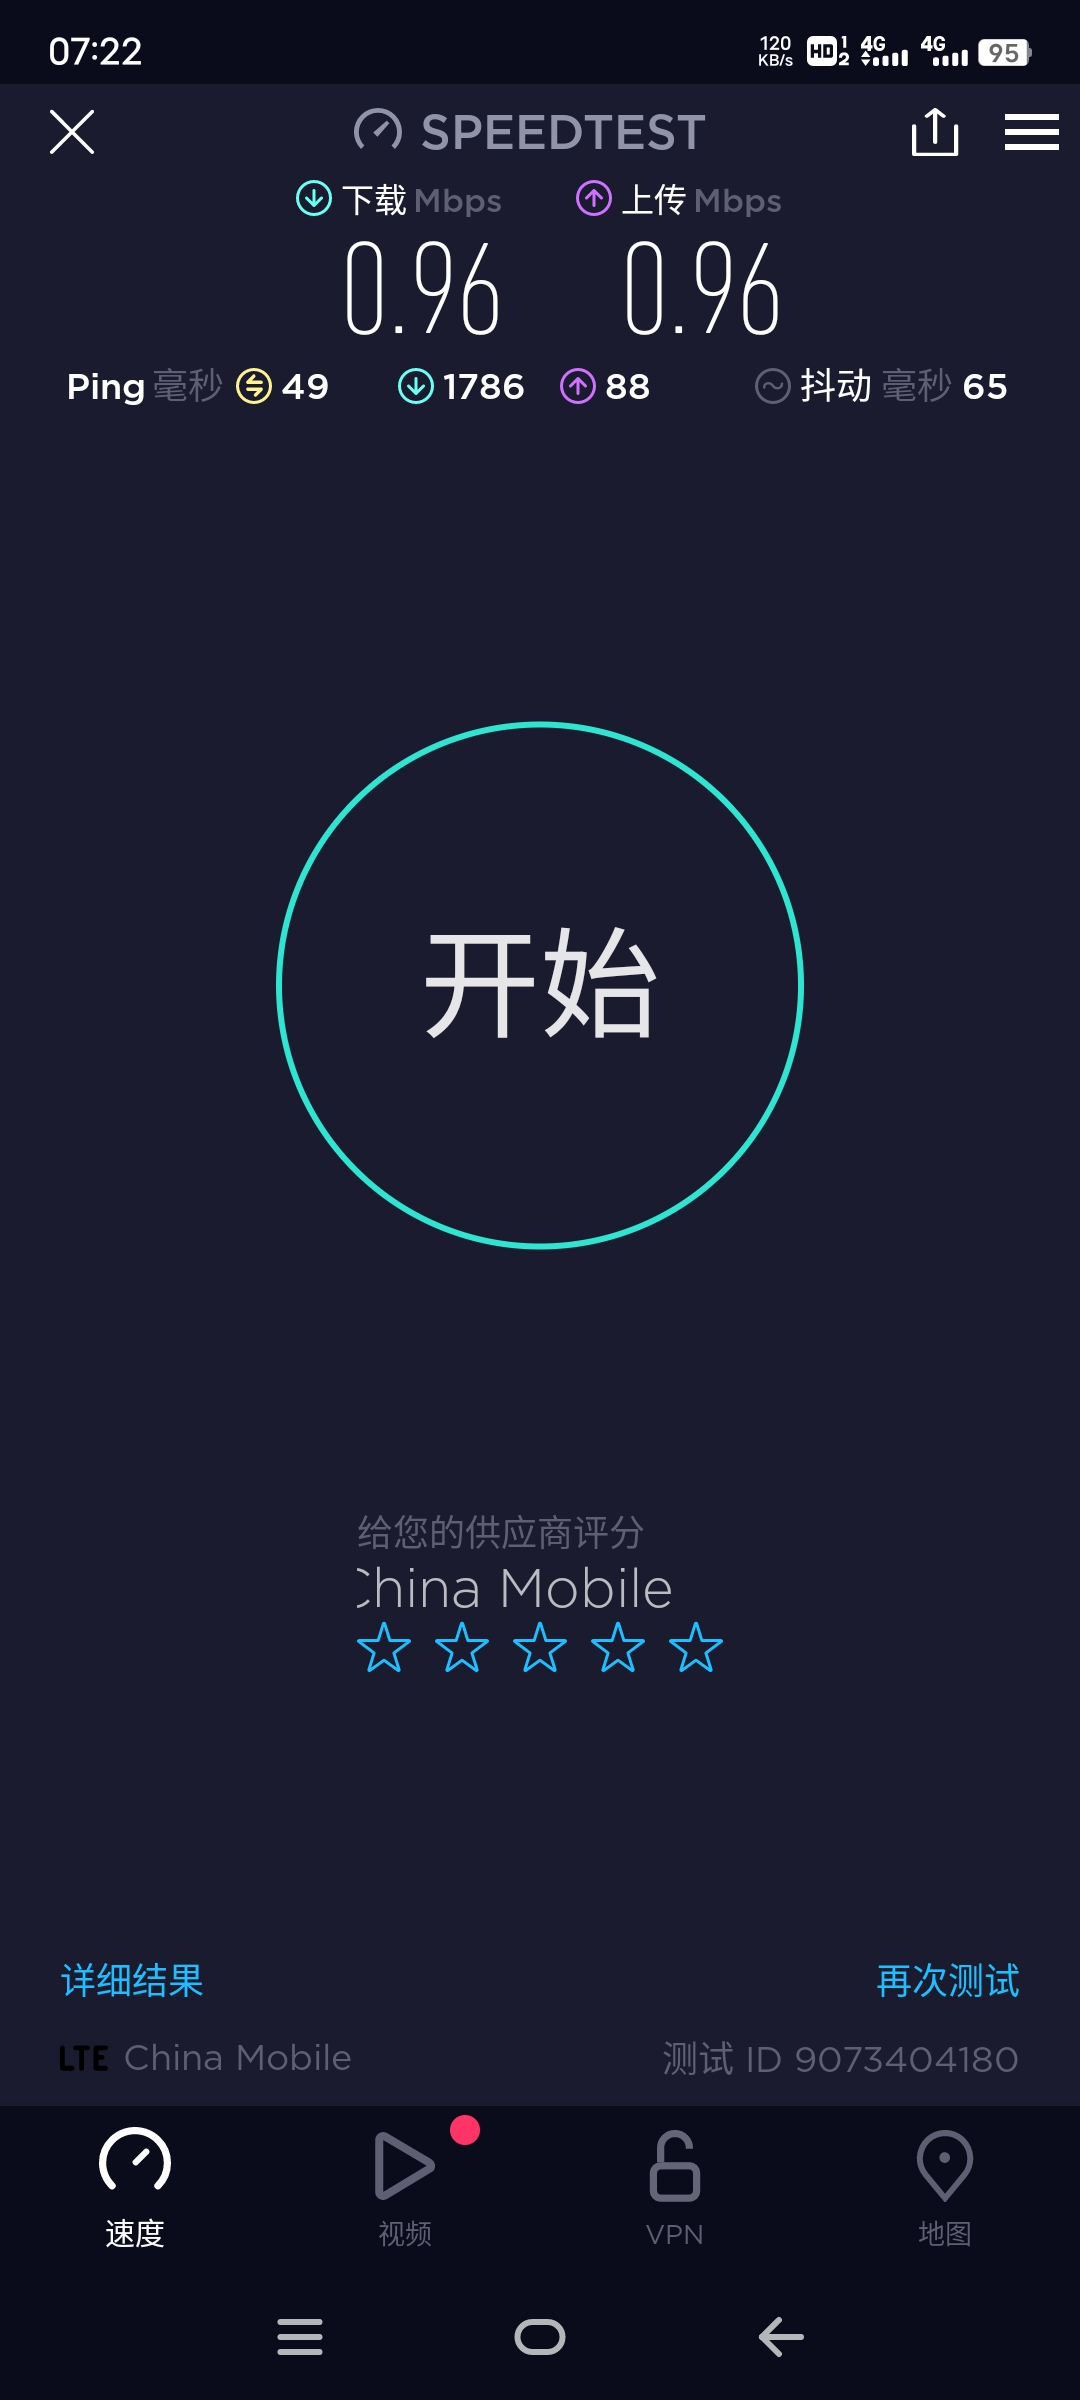 07:22
120 KB/s HD 1 2 4G 4G 95
SPEEDTEST
下载 Mbps 上传 Mbps
0.96 0.96
Ping 毫秒 49 1786 88 抖动 毫秒 65
开始
给您的供应商评分
China Mobile
详细结果 再次测试
LTE China Mobile 测试 ID 9073404180
速度 视频 VPN 地图